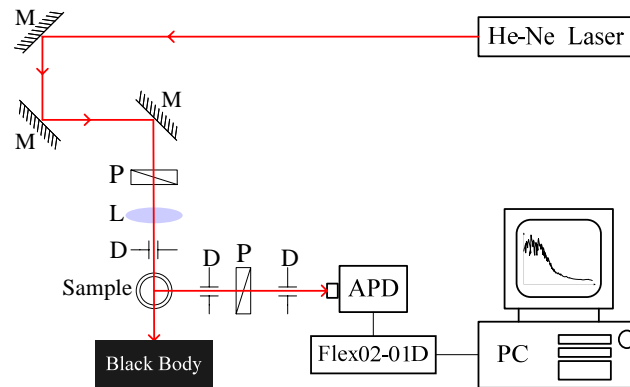 M
He-Ne Laser
M
M
P
L
D
D
P
D
Sample
APD
Black Body
Flex02-01D
PC